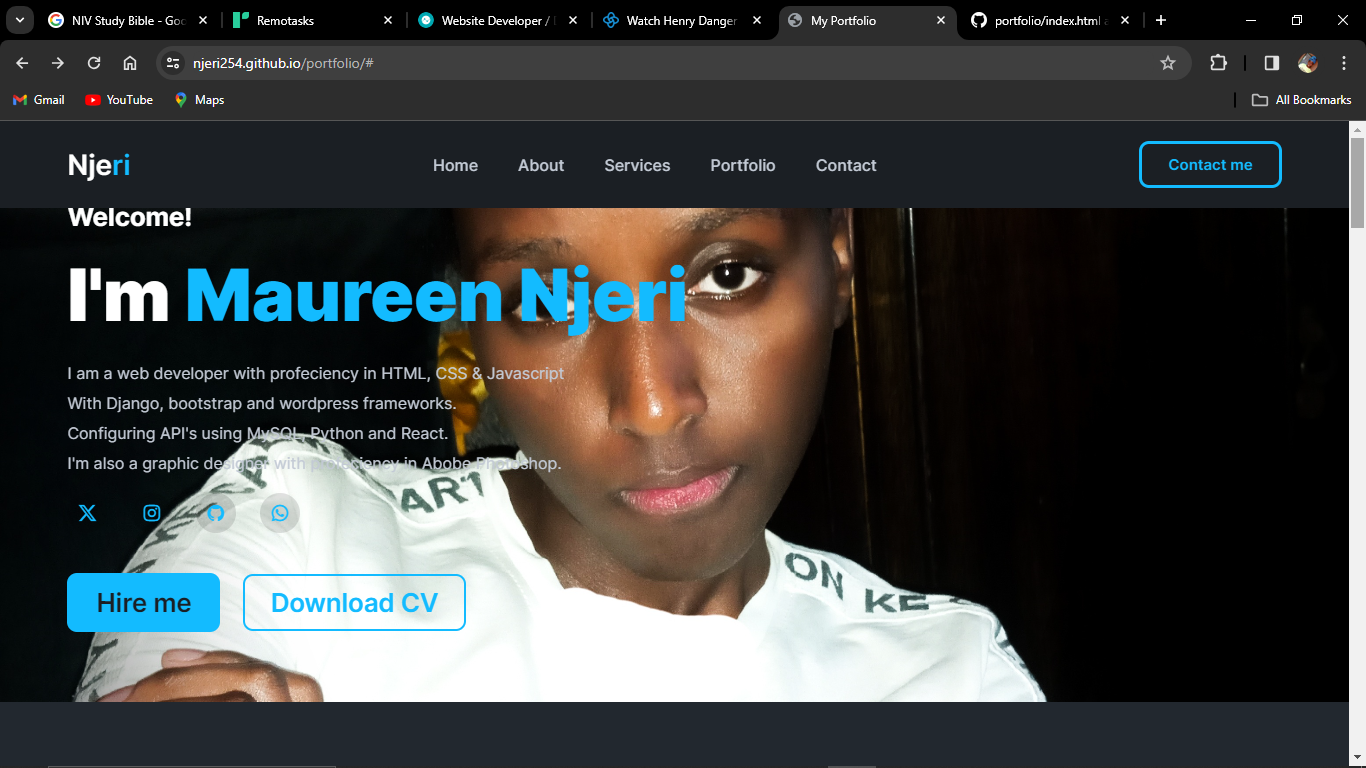 NIV Study Bible - Goo
Remotasks
Website Developer /
Watch Henry Danger
My Portfolio
portfolio/index.html
njeri254.github.io/portfolio/#
Gmail
YouTube
Maps
All Bookmarks
Njeri
Home
About
Services
Portfolio
Contact
Contact me
Welcome!
I'm Maureen Njeri
I am a web developer with profeciency in HTML, CSS & Javascript
With Django, bootstrap and wordpress frameworks.
Configuring API's using MySQL, Python and React.
I'm also a graphic designer with profeciency in Abobe Photoshop.
ART
ON KE
Hire me
Download CV